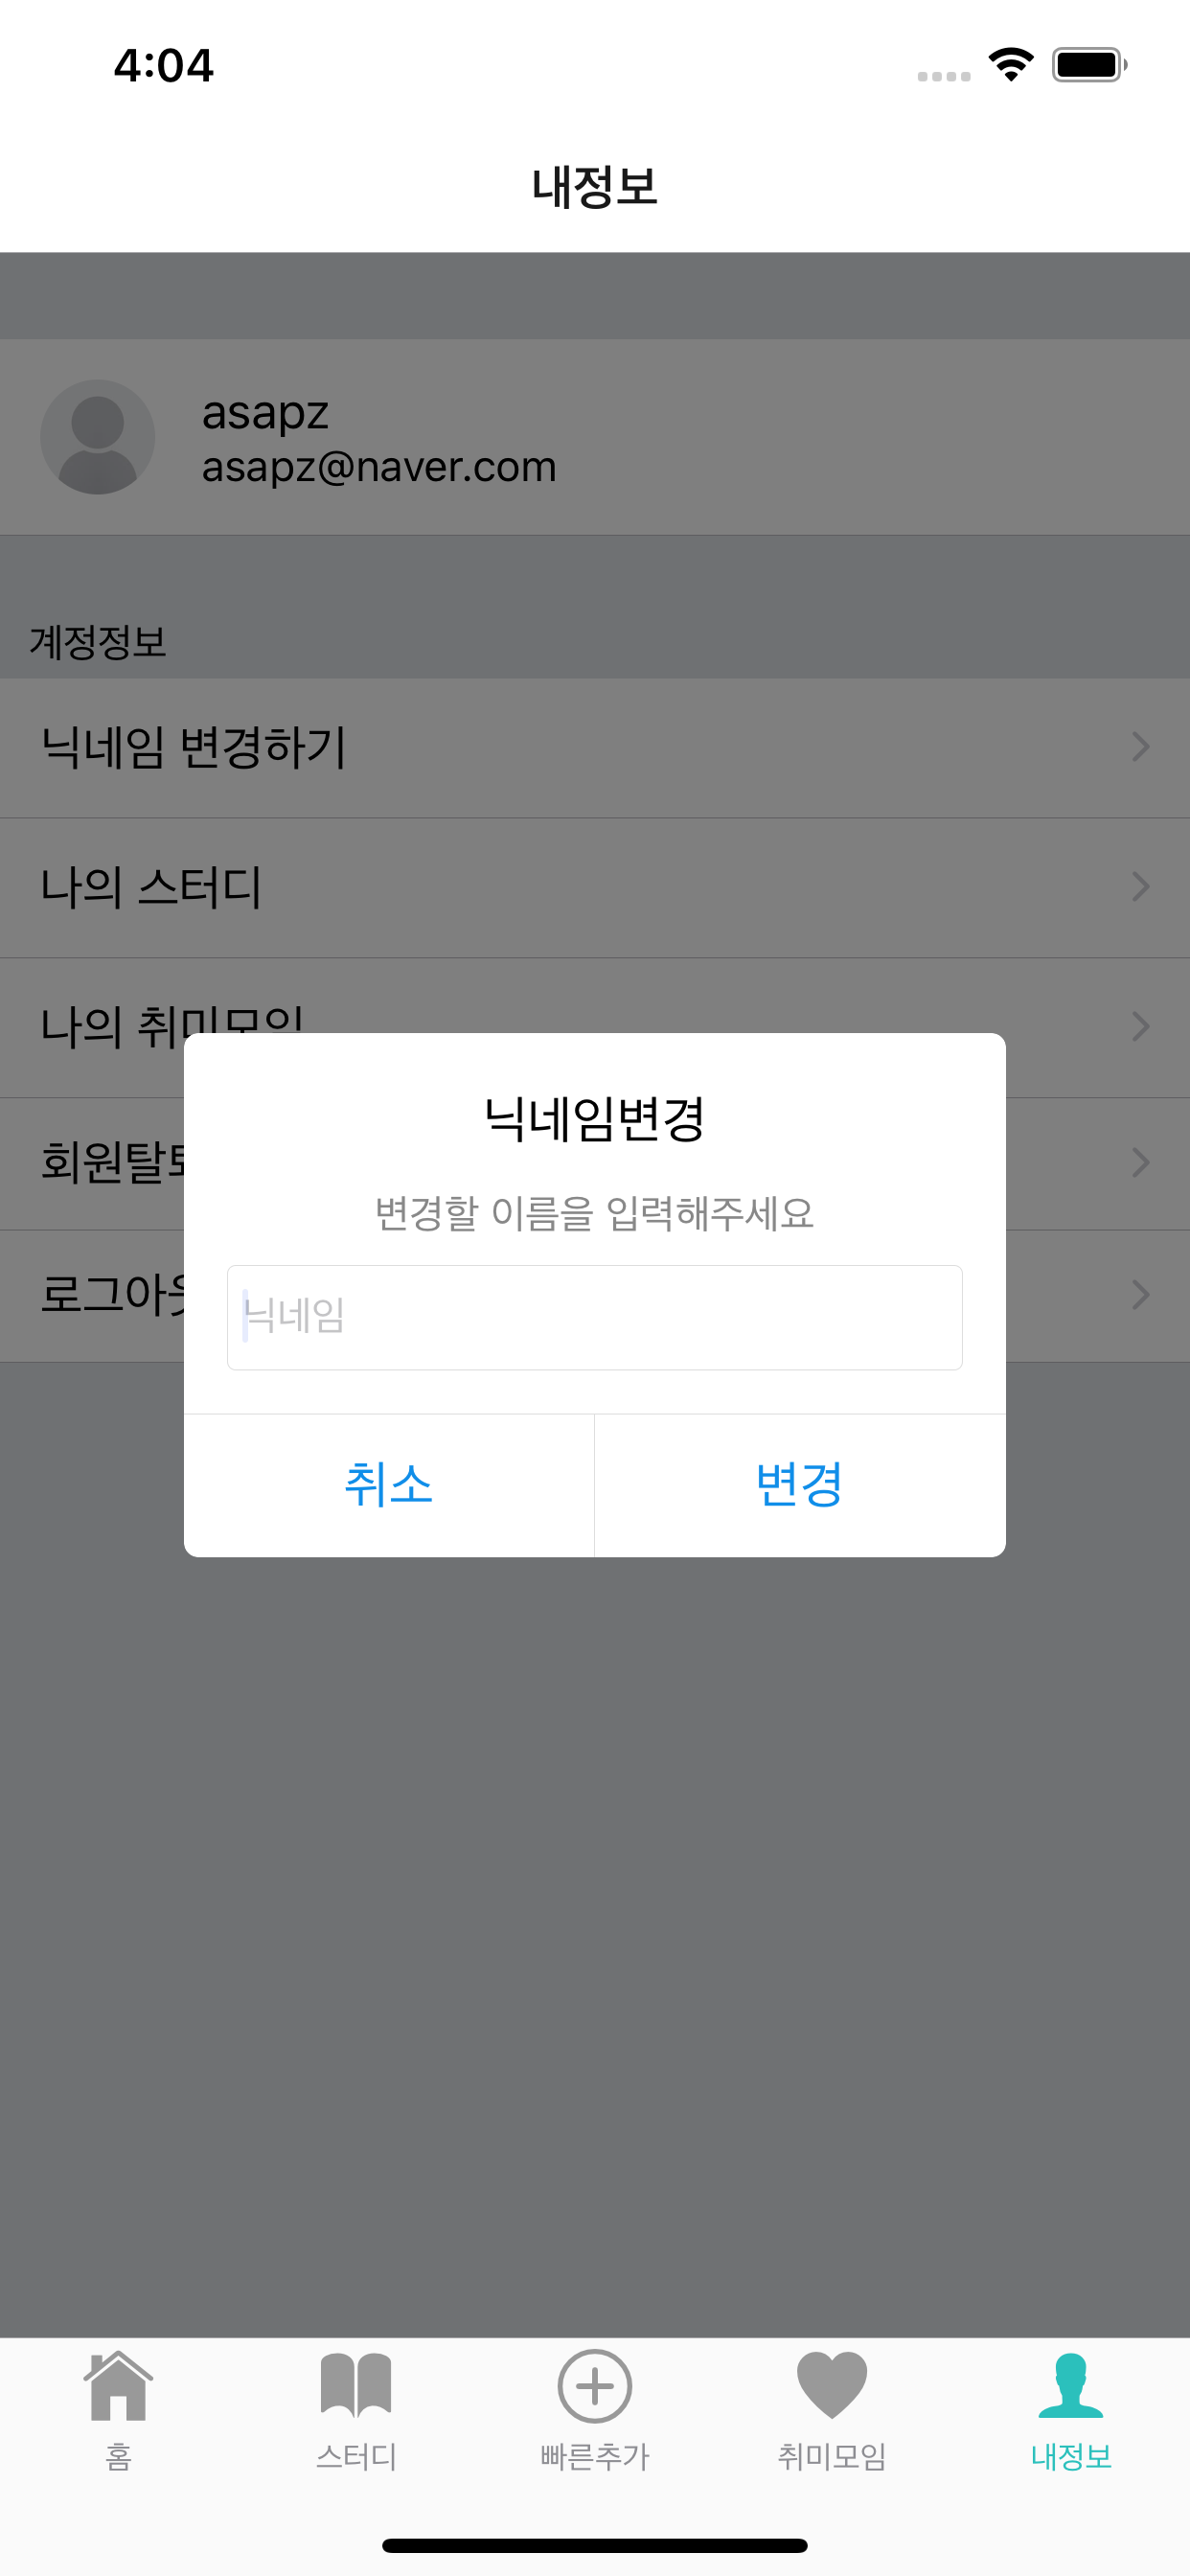 4:04
내정보
asapz
asapz@naver.com
계정정보
닉네임 변경하기
나의 스터디
나의 취미모임
회원탈퇴
로그아웃
닉네임변경
변경할 이름을 입력해주세요
닉네임
취소
변경
홈
스터디
빠른추가
취미모임
내정보